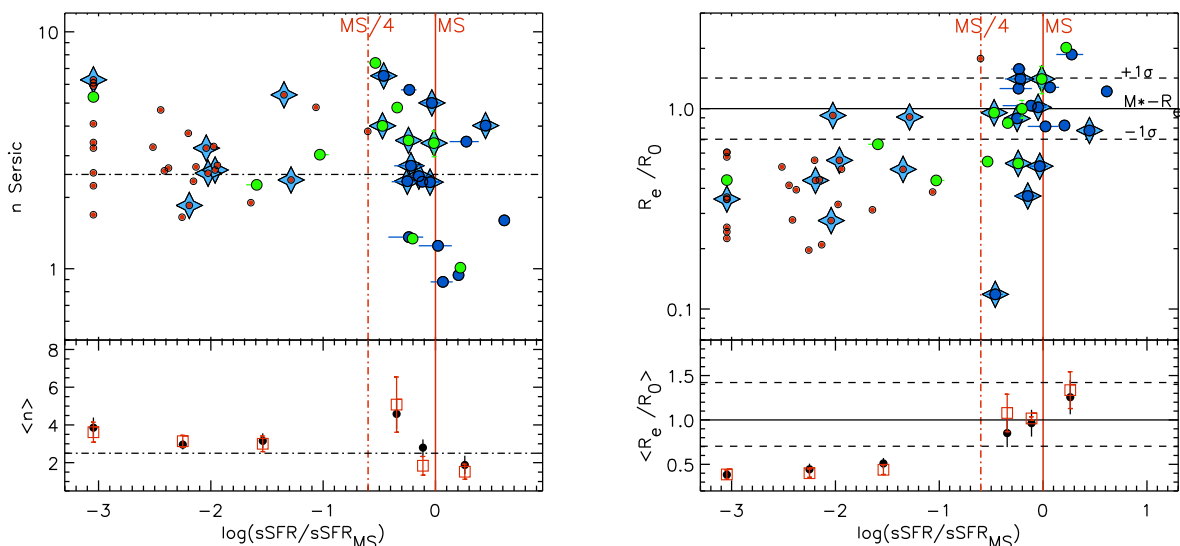 10
1
n Sersic
MS/4
MS
8
6
4
2
<n>
-3
-2
-1
0
log(sSFR/sSFR_MS)
1.0
0.1
R_e/R_0
MS/4
MS
+1σ
M*-R_e
-1σ
1.5
1.0
0.5
<R_e/R_0>
-3
-2
-1
0
1
log(sSFR/sSFR_MS)